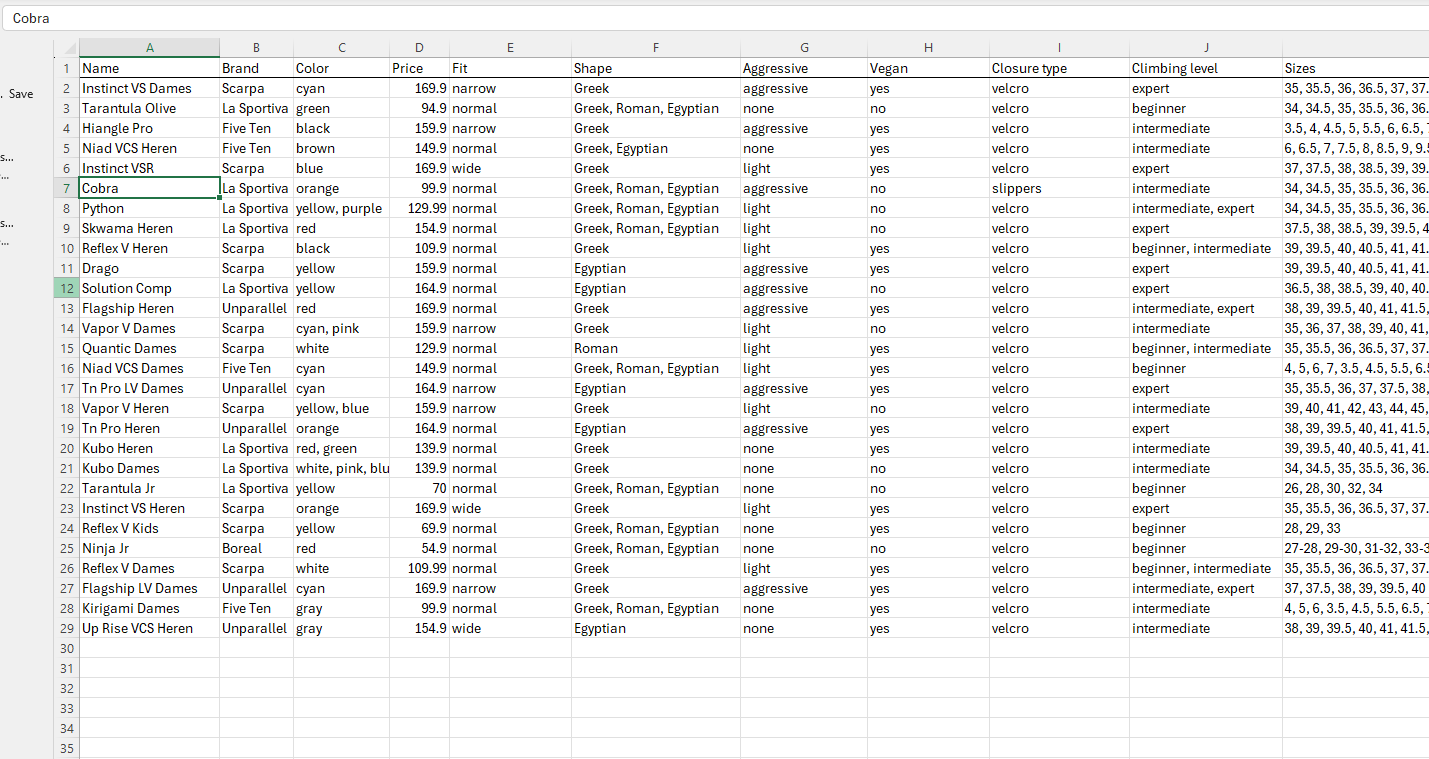 Cobra
A B C D E F G H I J
1 Name Brand Color Price Fit Shape Aggressive Vegan Closure type Climbing level Sizes
2 Instinct VS Dames Scarpa cyan 169.9 narrow Greek aggressive yes velcro expert 35, 35.5, 36, 36.5, 37, 37.
. Save
3 Tarantula Olive La Sportiva green 94.9 normal Greek, Roman, Egyptian none no velcro beginner 34, 34.5, 35, 35.5, 36, 36.
4 Hiangle Pro Five Ten black 159.9 narrow Greek aggressive yes velcro intermediate 3.5, 4, 4.5, 5, 5.5, 6, 6.5,
5 Niad VCS Heren Five Ten brown 149.9 normal Greek, Egyptian none yes velcro intermediate 6, 6.5, 7, 7.5, 8, 8.5, 9, 9.
s...
6 Instinct VSR Scarpa blue 169.9 wide Greek light yes velcro expert 37, 37.5, 38, 38.5, 39, 39.
...
7 Cobra La Sportiva orange 99.9 normal Greek, Roman, Egyptian aggressive no slippers intermediate 34, 34.5, 35, 35.5, 36, 36.
8 Python La Sportiva yellow, purple 129.99 normal Greek, Roman, Egyptian light no velcro intermediate, expert 34, 34.5, 35, 35.5, 36, 36.
s...
9 Skwama Heren La Sportiva red 154.9 normal Greek, Roman, Egyptian light no velcro expert 37.5, 38, 38.5, 39, 39.5, 4
...
10 Reflex V Heren Scarpa black 109.9 normal Greek light yes velcro beginner, intermediate 39, 39.5, 40, 40.5, 41, 41.
11 Drago Scarpa yellow 159.9 normal Egyptian aggressive yes velcro expert 39, 39.5, 40, 40.5, 41, 41.
12 Solution Comp La Sportiva yellow 164.9 normal Egyptian aggressive no velcro expert 36.5, 38, 38.5, 39, 40, 40.
13 Flagship Heren Unparallel red 169.9 normal Greek aggressive yes velcro intermediate, expert 38, 39, 39.5, 40, 41, 41.5,
14 Vapor V Dames Scarpa cyan, pink 159.9 narrow Greek light no velcro intermediate 35, 36, 37, 38, 39, 40, 41,
15 Quantic Dames Scarpa white 129.9 normal Roman light yes velcro beginner, intermediate 35, 35.5, 36, 36.5, 37, 37.
16 Niad VCS Dames Five Ten cyan 149.9 normal Greek, Roman, Egyptian light yes velcro beginner 4, 5, 6, 7, 3.5, 4.5, 5.5, 6.
17 Tn Pro LV Dames Unparallel cyan 164.9 narrow Egyptian aggressive yes velcro expert 35, 35.5, 36, 37, 37.5, 38,
18 Vapor V Heren Scarpa yellow, blue 159.9 narrow Greek light no velcro intermediate 39, 40, 41, 42, 43, 44, 45,
19 Tn Pro Heren Unparallel orange 164.9 normal Egyptian aggressive yes velcro expert 38, 39, 39.5, 40, 41, 41.5,
20 Kubo Heren La Sportiva red, green 139.9 normal Greek none yes velcro intermediate 39, 39.5, 40, 40.5, 41, 41.
21 Kubo Dames La Sportiva white, pink, blu 139.9 normal Greek none no velcro intermediate 34, 34.5, 35, 35.5, 36, 36.
22 Tarantula Jr La Sportiva yellow 70 normal Greek, Roman, Egyptian none no velcro beginner 26, 28, 30, 32, 34
23 Instinct VS Heren Scarpa orange 169.9 wide Greek light yes velcro expert 35, 35.5, 36, 36.5, 37, 37.
24 Reflex V Kids Scarpa yellow 69.9 normal Greek, Roman, Egyptian none yes velcro beginner 28, 29, 33
25 Ninja Jr Boreal red 54.9 normal Greek, Roman, Egyptian none no velcro beginner 27-28, 29-30, 31-32, 33-3
26 Reflex V Dames Scarpa white 109.99 normal Greek light yes velcro beginner, intermediate 35, 35.5, 36, 36.5, 37, 37.
27 Flagship LV Dames Unparallel cyan 169.9 narrow Greek aggressive yes velcro intermediate, expert 37, 37.5, 38, 39, 39.5, 40
28 Kirigami Dames Five Ten gray 99.9 normal Greek, Roman, Egyptian none yes velcro intermediate 4, 5, 6, 3.5, 4.5, 5.5, 6.5,
29 Up Rise VCS Heren Unparallel gray 154.9 wide Egyptian none yes velcro intermediate 38, 39, 39.5, 40, 41, 41.5,
30
31
32
33
34
35